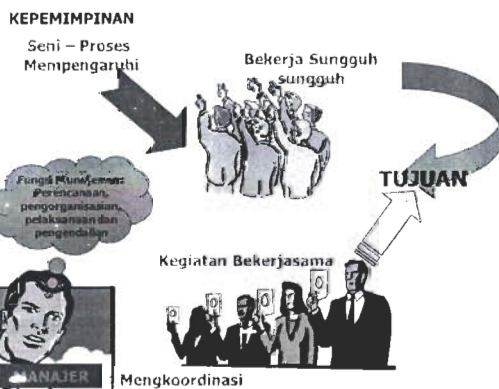 KEPEMIMPINAN
Seni – Proses
Mempengaruhi
Bekerja Sungguh
sungguh
TUJUAN
Fungsi Manajemen:
Perencanaan,
pengorganisasian,
pelaksanaan dan
pengendalian
Kegiatan Bekerjasama
MANAJER
: Mengkoordinasi